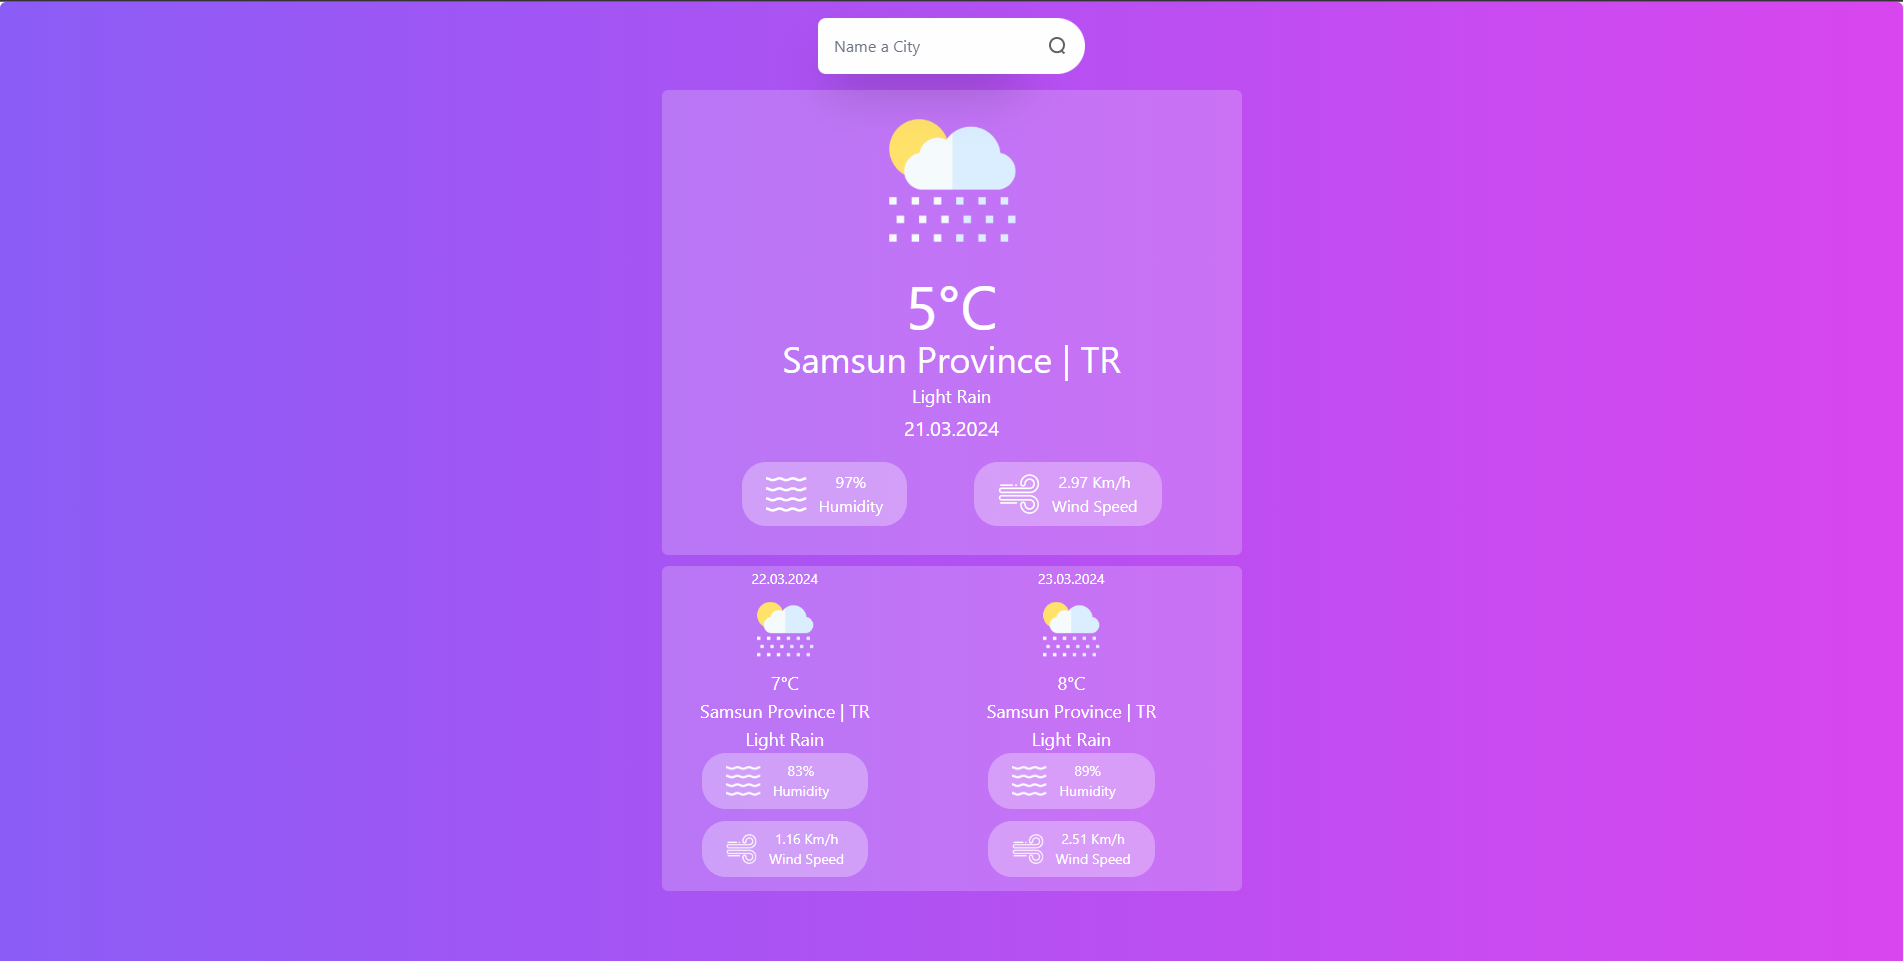 Name a City
5°C
Samsun Province | TR
Light Rain
21.03.2024
97%
Humidity
2.97 Km/h
Wind Speed
22.03.2024
7°C
Samsun Province | TR
Light Rain
83%
Humidity
1.16 Km/h
Wind Speed
23.03.2024
8°C
Samsun Province | TR
Light Rain
89%
Humidity
2.51 Km/h
Wind Speed